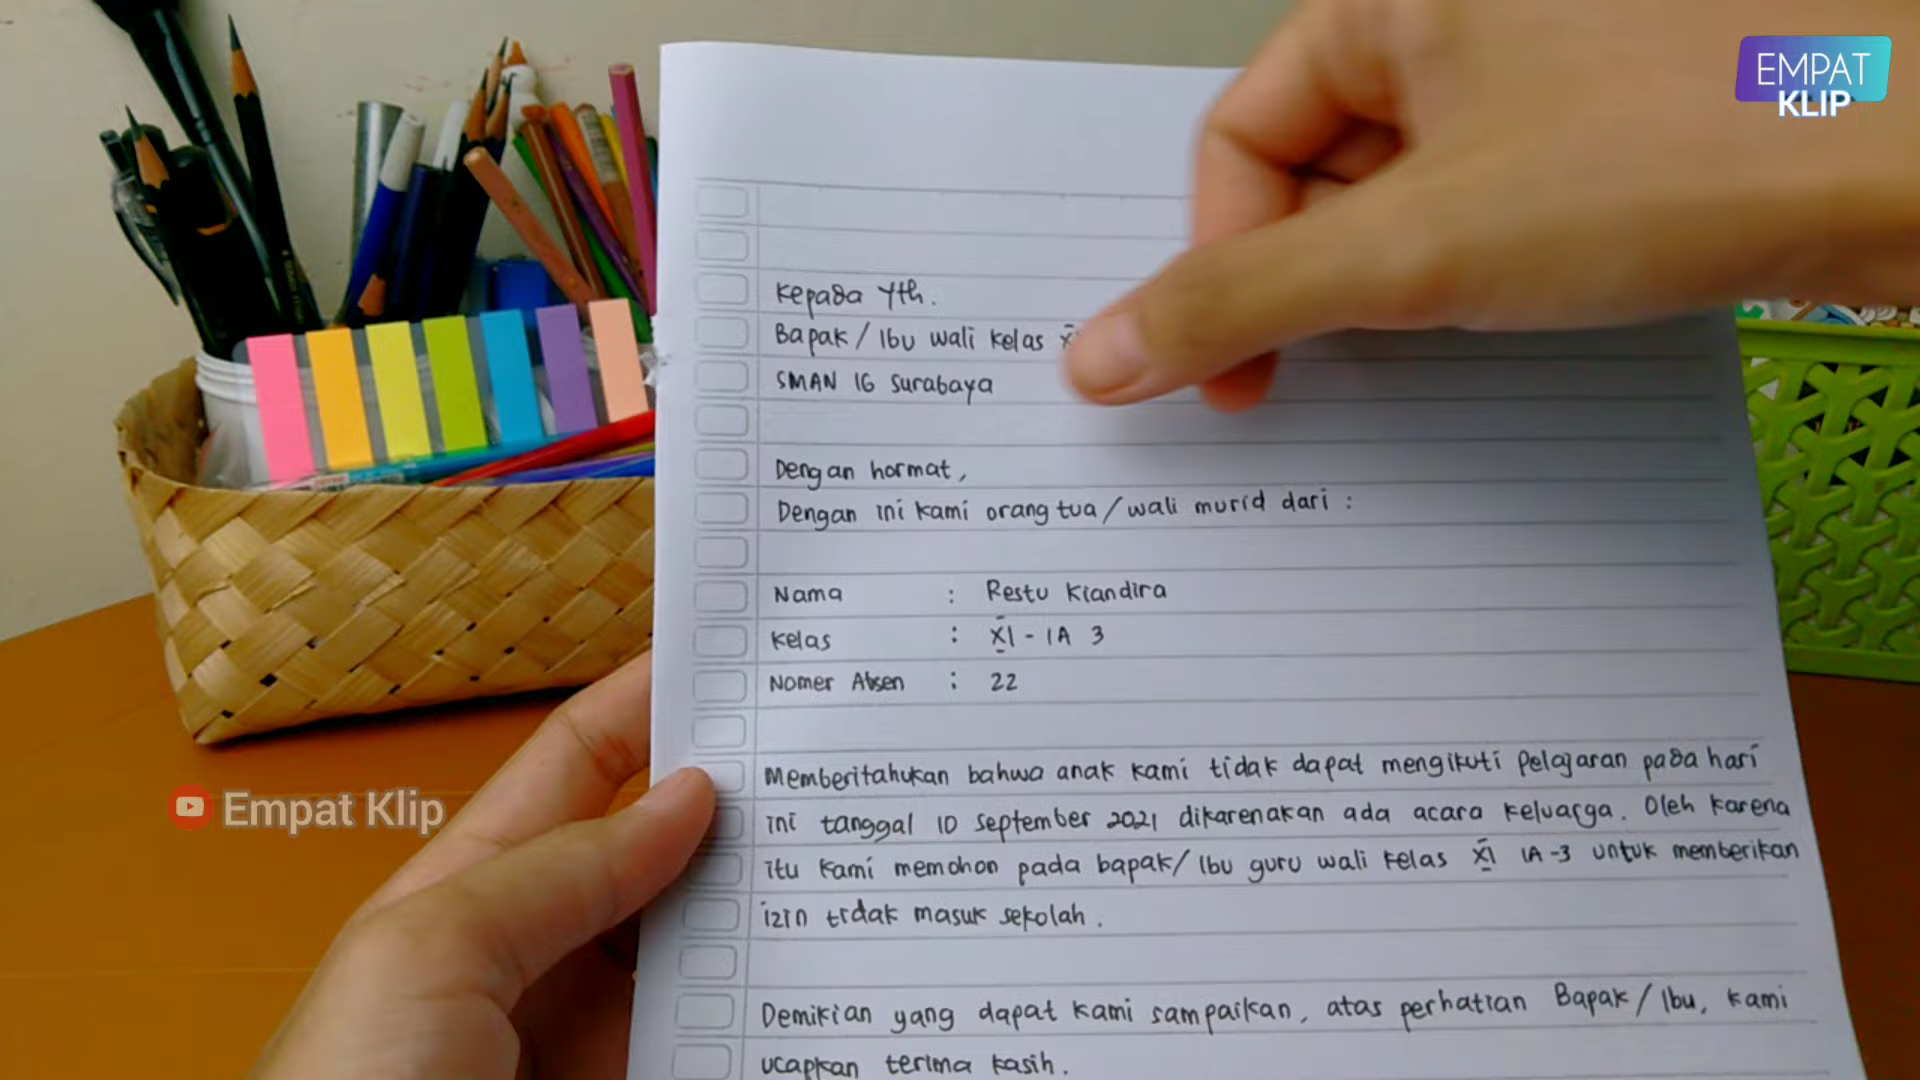 EMPAT
KLIP
Kepada Yth.
Bapak / Ibu wali kelas
SMAN 16 Surabaya
Dengan hormat,
Dengan ini kami orang tua / wali murid dari :
Nama : Restu Kiandira
Kelas : XI - IA 3
Nomer Absen : 22
Memberitahukan bahwa anak kami tidak dapat mengikuti Pelajaran pada hari
ini tanggal 10 September 2021 dikarenakan ada acara keluarga. Oleh karena
itu kami memohon pada bapak / Ibu guru wali kelas XI IA-3 untuk memberikan
izin tidak masuk sekolah.
Demikian yang dapat kami sampaikan, atas perhatian Bapak / Ibu, kami
ucapkan terima kasih.
Empat Klip